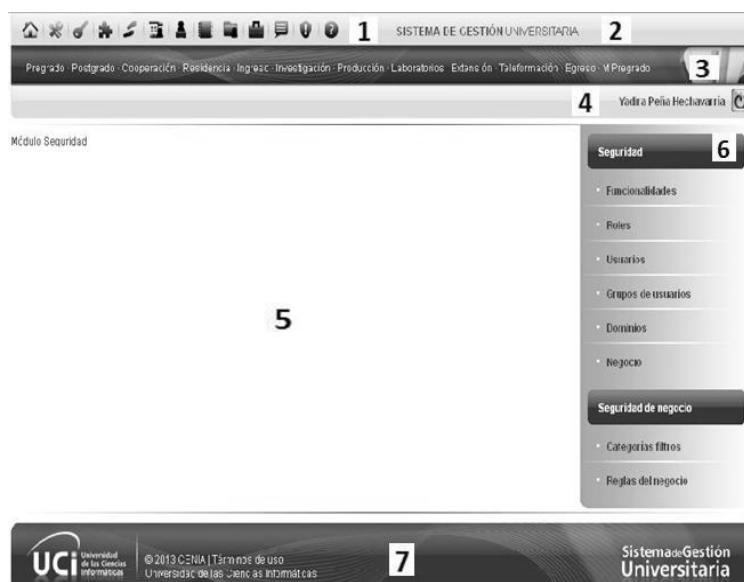 1 SISTEMA DE GESTIÓN UNIVERSITARIA 2
Pregrado · Postgrado · Cooperación · Residencia · Ingreso · Investigación · Producción · Laboratorios Extensión · Teleformación · Egreso · VI Pregrado 3
4 Yadira Peña Hechavarria
Módulo Seguridad
5
Seguridad 6
Funcionalidades
Roles
Usuarios
Grupos de usuarios
Dominios
Negocio
Seguridad de negocio
Categorías filtros
Reglas del negocio
UCi Universidad de las Ciencias Informáticas
© 2013 CENIA | Términos de uso
Universidad de las Ciencias Informáticas
7
Sistema de Gestión
Universitaria